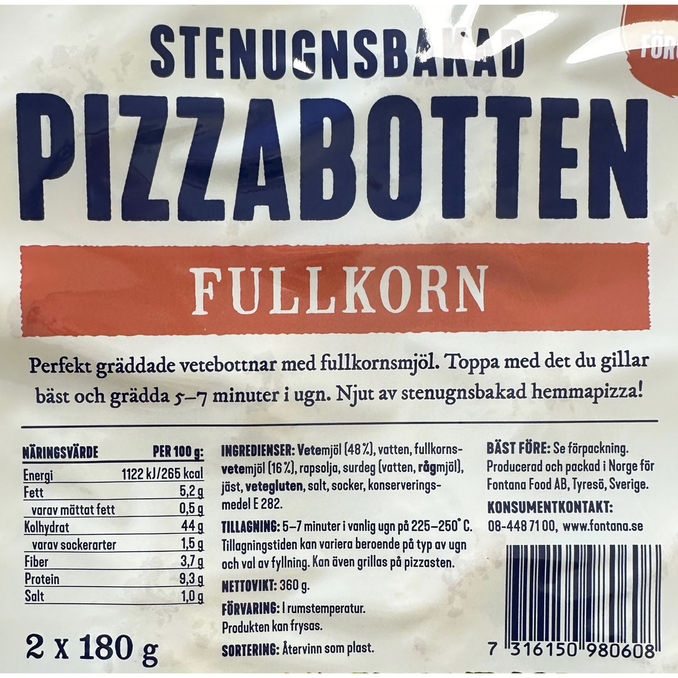 STENUGNSBAKAD
PIZZABOTTEN
FULLKORN
Perfekt gräddade vetebottnar med fullkornsmjöl. Toppa med det du gillar
bäst och grädda 5–7 minuter i ugn. Njut av stenugnsbakad hemmapizza!
NÄRINGSVÄRDE PER 100 g:
Energi 1122 kJ/265 kcal
Fett 5,2 g
varav mättat fett 0,5 g
Kolhydrat 44 g
varav sockerarter 1,5 g
Fiber 3,7 g
Protein 9,3 g
Salt 1,0 g
2 x 180 g
INGREDIENSER: Vetemjöl (48%), vatten, fullkorns-
vetemjöl (16%), rapsolja, surdeg (vatten, rågmjöl),
jäst, vetegluten, salt, socker, konserverings-
medel E 282.
TILLAGNING: 5–7 minuter i vanlig ugn på 225–250° C.
Tillagningstiden kan variera beroende på typ av ugn
och val av fyllning. Kan även grillas på pizzasten.
NETTOVIKT: 360 g.
FÖRVARING: I rumstemperatur.
Produkten kan frysas.
SORTERING: Återvinn som plast.
BÄST FÖRE: Se förpackning.
Producerad och packad i Norge för
Fontana Food AB, Tyresö, Sverige.
KONSUMENTKONTAKT:
08-448 71 00, www.fontana.se
7 316150 980608